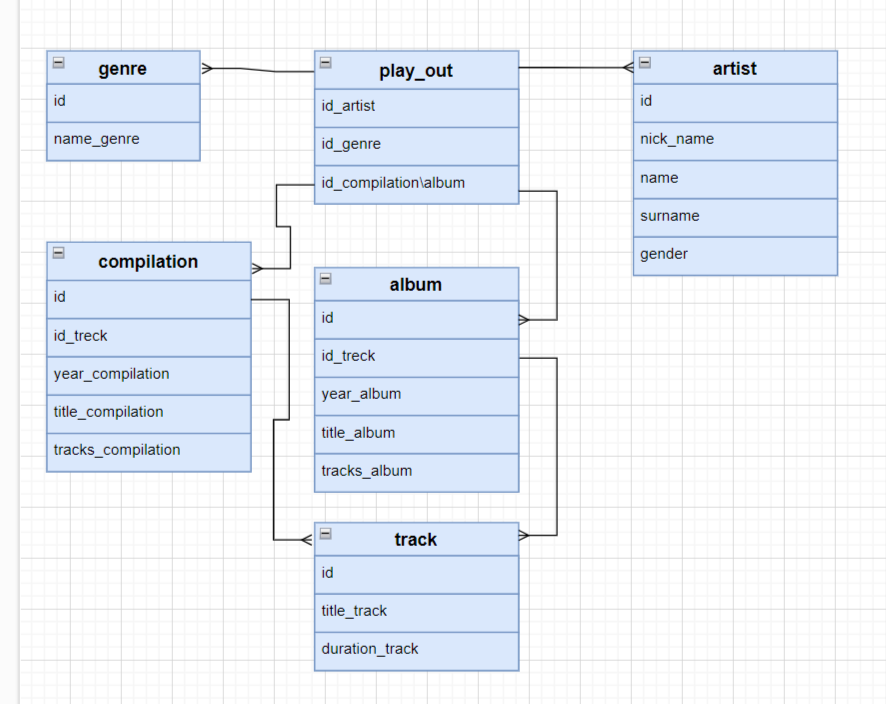 genre
id
name_genre
play_out
id_artist
id_genre
id_compilation\album
artist
id
nick_name
name
surname
gender
compilation
id
id_treck
year_compilation
title_compilation
tracks_compilation
album
id
id_treck
year_album
title_album
tracks_album
track
id
title_track
duration_track